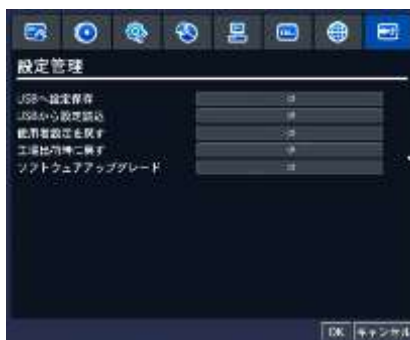 設定管理
USBへ設定保存
USBから設定読込
使用者設定を戻す
工場出荷時に戻す
ソフトウェアアップグレード
OK キャンセル